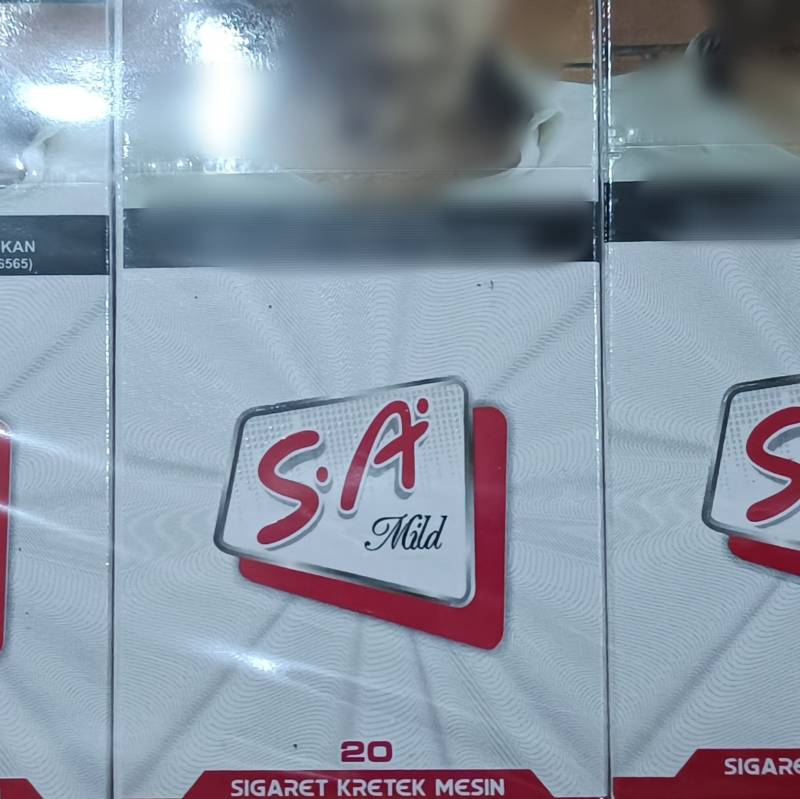 KAN
6565)
S.A
Mild
20
SIGARET KRETEK MESIN
S
SIGARE